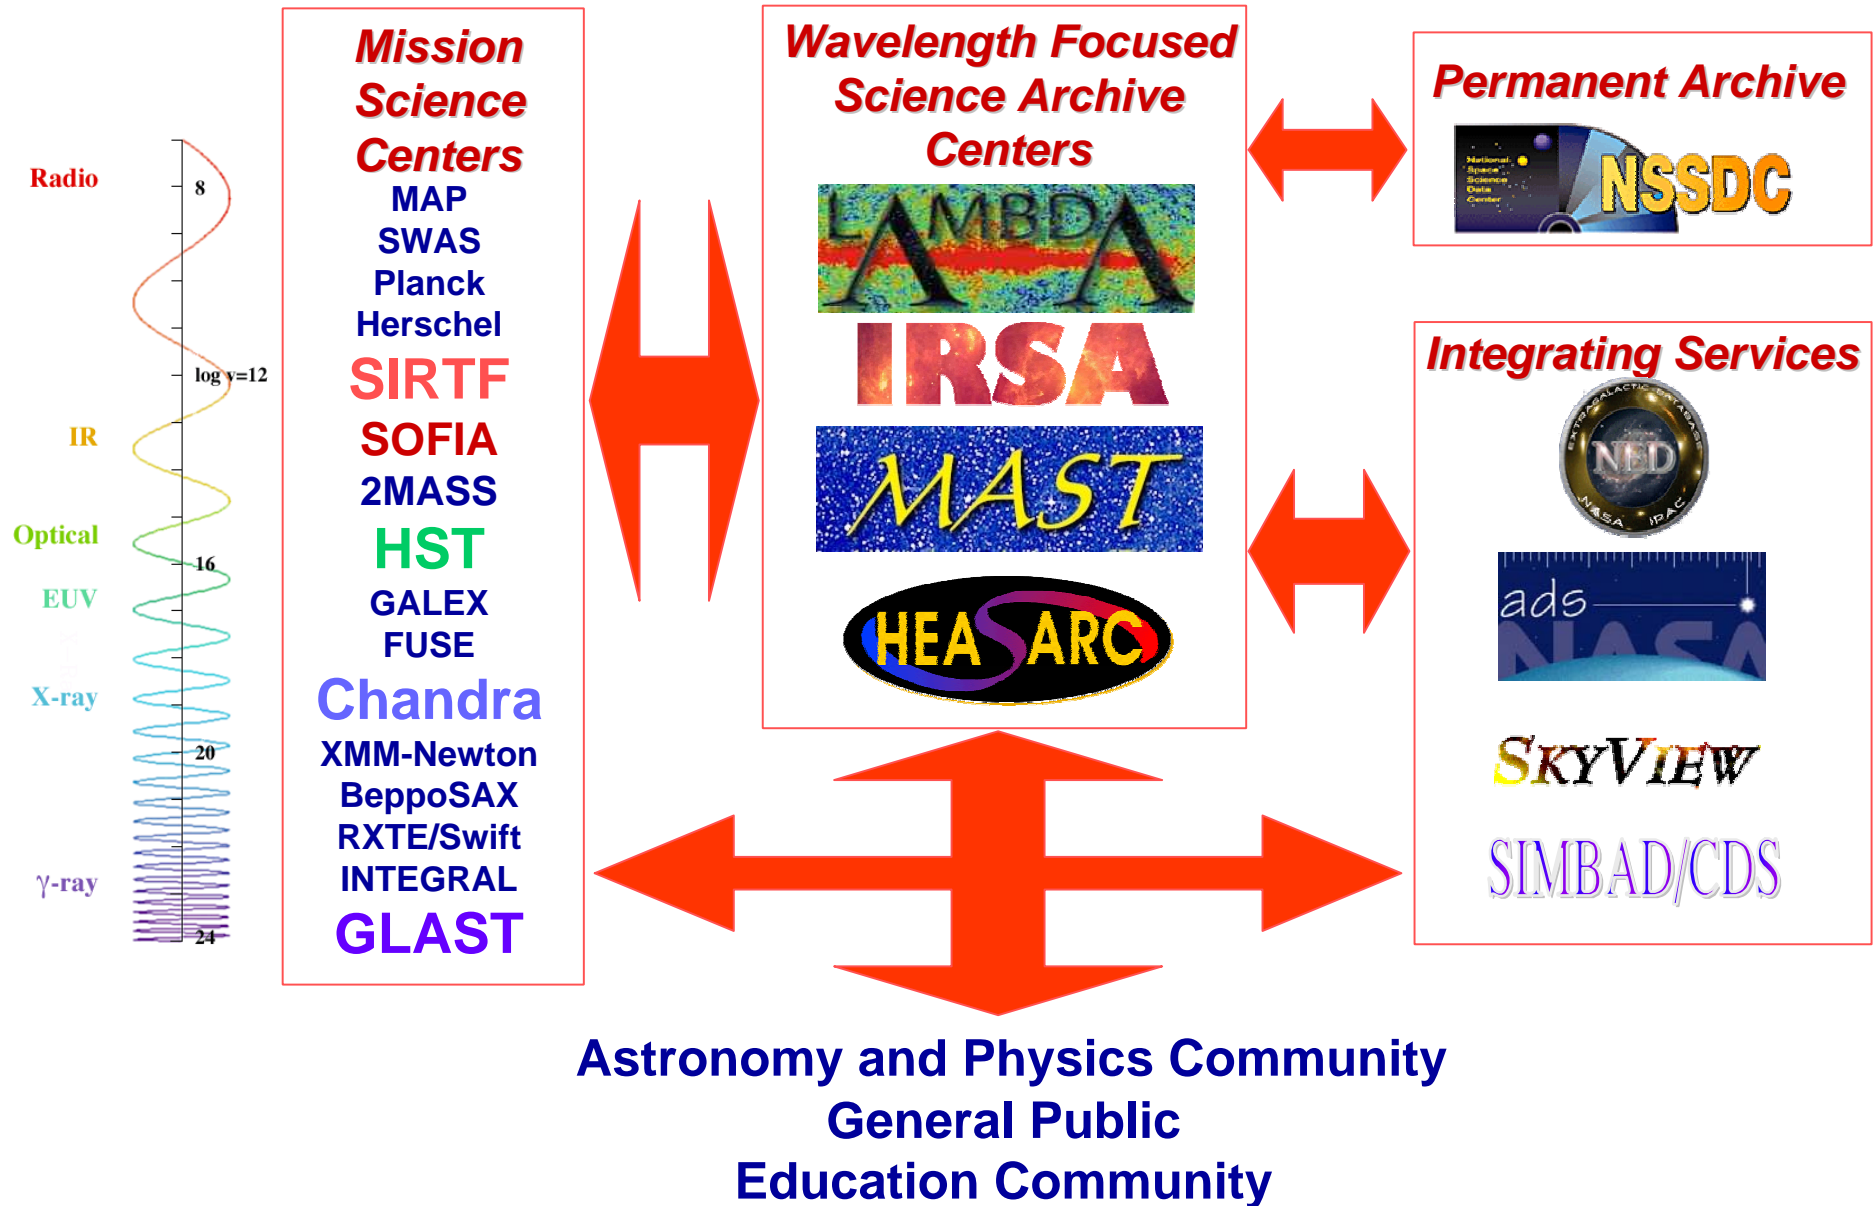 Radio
IR
Optical
EUV
X-ray
γ-ray
8
log ν=12
16
20
24
Mission
Science
Centers
MAP
SWAS
Planck
Herschel
SIRTF
SOFIA
2MASS
HST
GALEX
FUSE
Chandra
XMM-Newton
BeppoSAX
RXTE/Swift
INTEGRAL
GLAST
Wavelength Focused
Science Archive
Centers
LAMBDA
IRSA
MAST
HEASARC
Permanent Archive
National
Space
Science
Data
Center
NSSDC
Integrating Services
EXTRAGALACTIC DATABASE
NED
NASA IPAC
ads
NASA
SKYVIEW
SIMBAD/CDS
Astronomy and Physics Community
General Public
Education Community